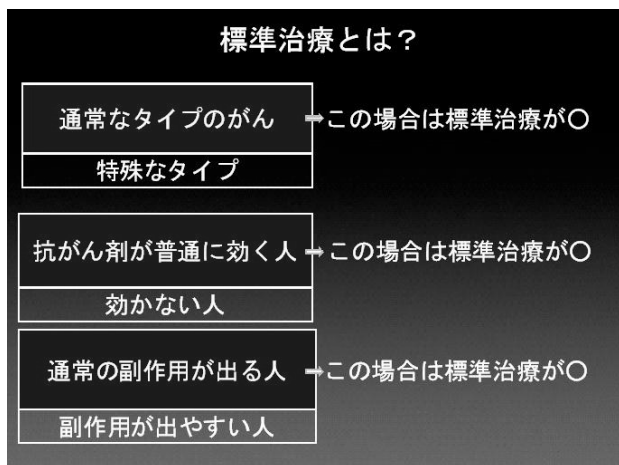 標準治療とは？
通常なタイプのがん ➡この場合は標準治療が〇
特殊なタイプ
抗がん剤が普通に効く人 ➡この場合は標準治療が〇
効かない人
通常の副作用が出る人 ➡この場合は標準治療が〇
副作用が出やすい人